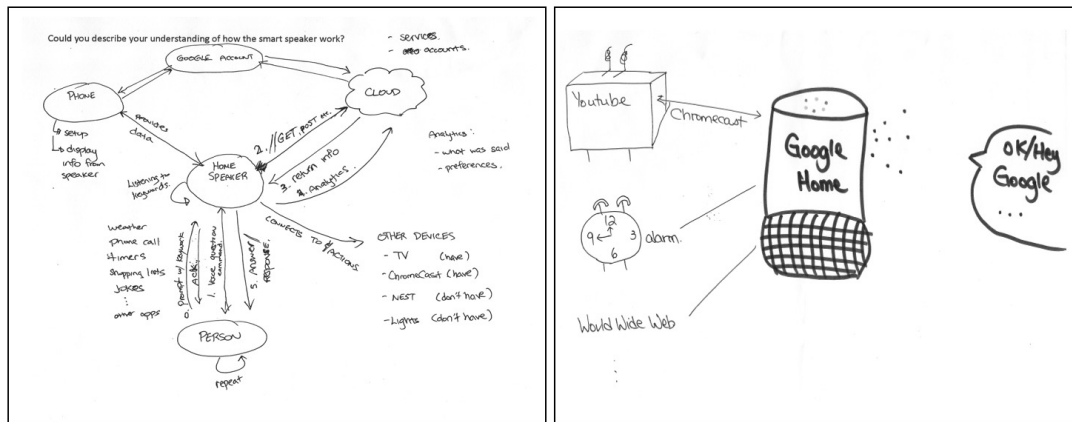 Could you describe your understanding of how the smart speaker work?
- services.
- accounts.
GOOGLE ACCOUNT
PHONE
CLOUD
↳ setup
↳ display
info from
speaker
provides
data
2. // GET, POST etc.
3. return info
4. Analytics
Analytics:
- what was said
- preferences.
HOME
SPEAKER
Listening for
keywords.
CONNECTS TO
ACTIONS
weather
phone call
timers
shopping lists
jokes
⋮
other apps
0. Prompt w/ keyword
ACK.
1. Voice question
command.
5. Answer/
RESPONSE.
OTHER DEVICES
- TV (have)
- ChromeCast (have)
- NEST (don't have)
- Lights (don't have)
PERSON
repeat
Youtube
Chromecast
Google
Home
OK/Hey
Google
....
12
9 3
6
alarm.
World Wide Web
⋮